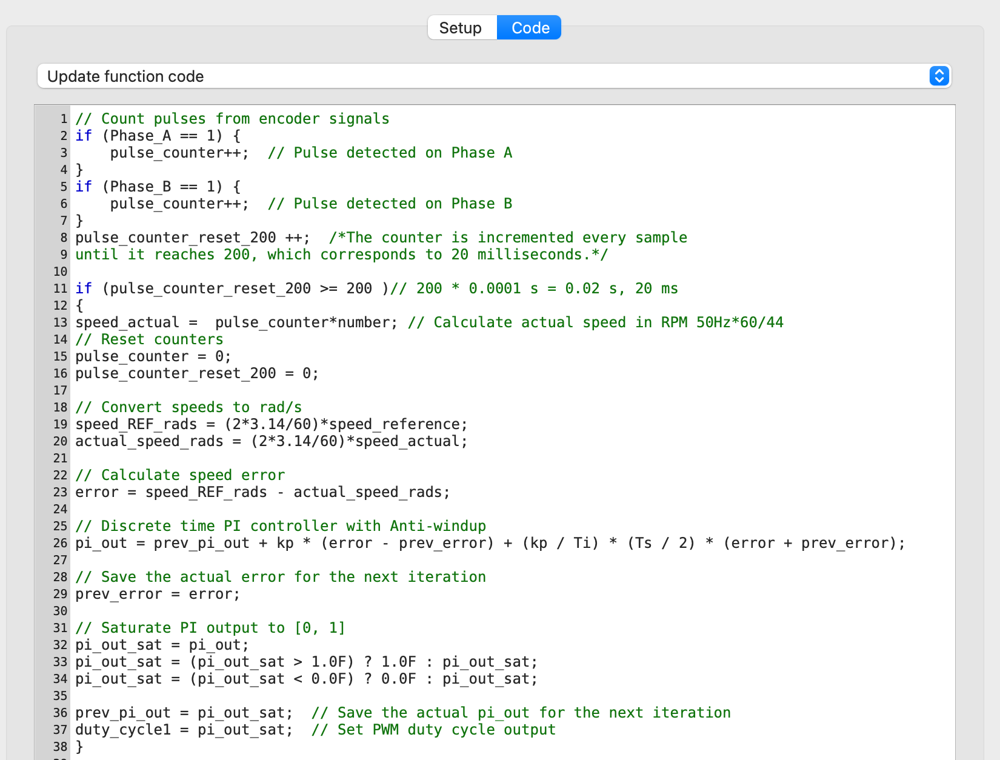 Setup Code
Update function code
1 // Count pulses from encoder signals
2 if (Phase_A == 1) {
3     pulse_counter++;  // Pulse detected on Phase A
4 }
5 if (Phase_B == 1) {
6     pulse_counter++;  // Pulse detected on Phase B
7 }
8 pulse_counter_reset_200 ++;  /*The counter is incremented every sample
9 until it reaches 200, which corresponds to 20 milliseconds.*/
10
11 if (pulse_counter_reset_200 >= 200 )// 200 * 0.0001 s = 0.02 s, 20 ms
12 {
13 speed_actual =  pulse_counter*number; // Calculate actual speed in RPM 50Hz*60/44
14 // Reset counters
15 pulse_counter = 0;
16 pulse_counter_reset_200 = 0;
17
18 // Convert speeds to rad/s
19 speed_REF_rads = (2*3.14/60)*speed_reference;
20 actual_speed_rads = (2*3.14/60)*speed_actual;
21
22 // Calculate speed error
23 error = speed_REF_rads - actual_speed_rads;
24
25 // Discrete time PI controller with Anti-windup
26 pi_out = prev_pi_out + kp * (error - prev_error) + (kp / Ti) * (Ts / 2) * (error + prev_error);
27
28 // Save the actual error for the next iteration
29 prev_error = error;
30
31 // Saturate PI output to [0, 1]
32 pi_out_sat = pi_out;
33 pi_out_sat = (pi_out_sat > 1.0F) ? 1.0F : pi_out_sat;
34 pi_out_sat = (pi_out_sat < 0.0F) ? 0.0F : pi_out_sat;
35
36 prev_pi_out = pi_out_sat;  // Save the actual pi_out for the next iteration
37 duty_cycle1 = pi_out_sat;  // Set PWM duty cycle output
38 }